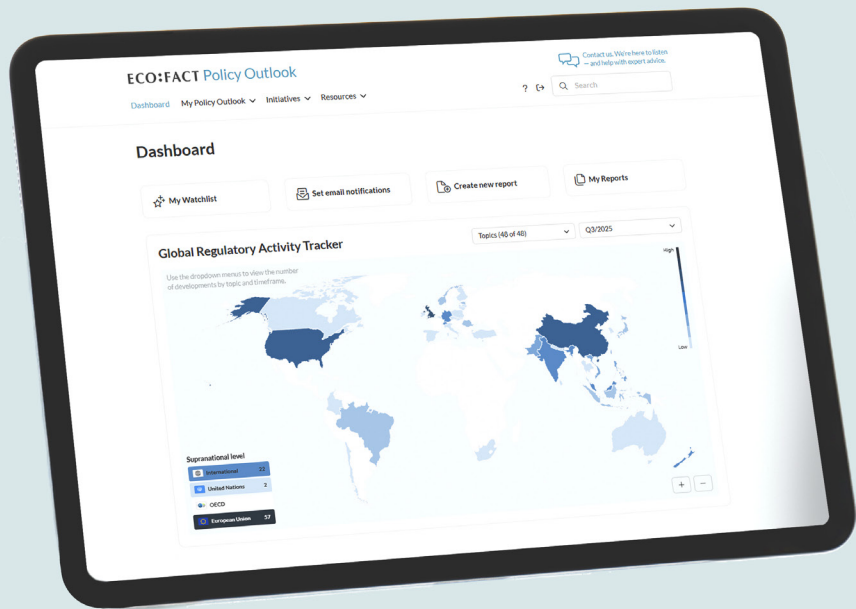 ECO:FACT Policy Outlook
Contact us. We're here to listen
– and help with expert advice.
Dashboard My Policy Outlook Initiatives Resources
? Search
Dashboard
My Watchlist
Set email notifications
Create new report
My Reports
Global Regulatory Activity Tracker
Topics (48 of 48)
Q3/2025
Use the dropdown menus to view the number
of developments by topic and timeframe.
High
Low
Supranational level
International 22
United Nations 2
OECD
European Union 57
+ −